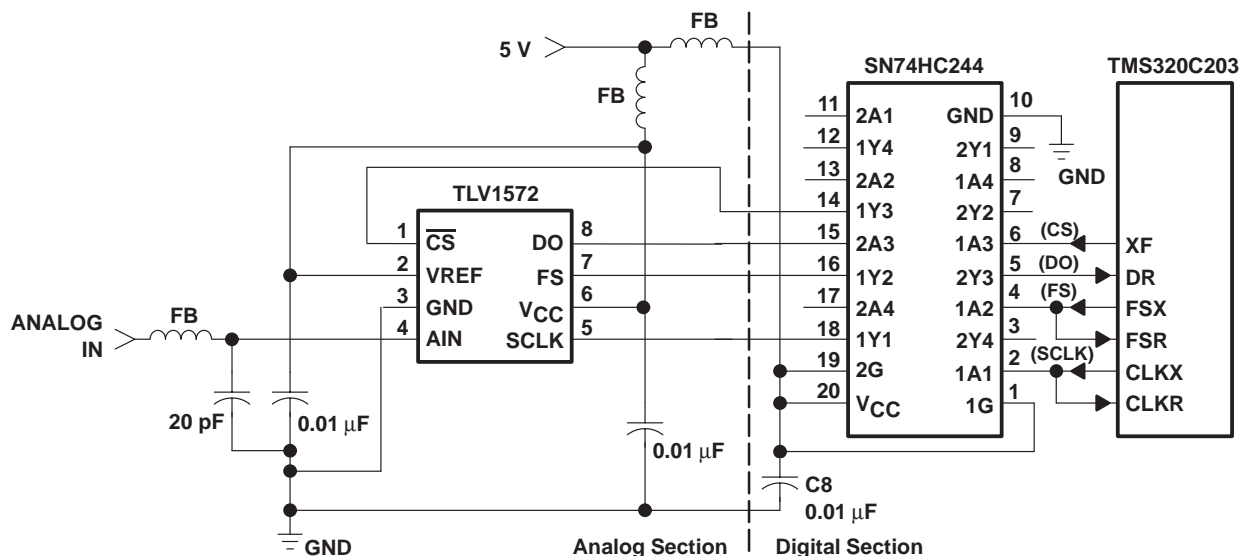 FB
5 V
SN74HC244
TMS320C203
FB
11 2A1 GND 10
12 1Y4 2Y1 9
GND
13 2A2 1A4 8
14 1Y3 2Y2 7
15 2A3 1A3 6 (CS) XF
16 1Y2 2Y3 5 (DO) DR
17 2A4 1A2 4 (FS) FSX
18 1Y1 2Y4 3 FSR
19 2G 1A1 2 (SCLK) CLKX
20 VCC 1G 1 CLKR
TLV1572
1 CS DO 8
2 VREF FS 7
3 GND VCC 6
4 AIN SCLK 5
ANALOG
IN
FB
20 pF
0.01 μF
0.01 μF
C8
0.01 μF
GND
Analog Section
Digital Section